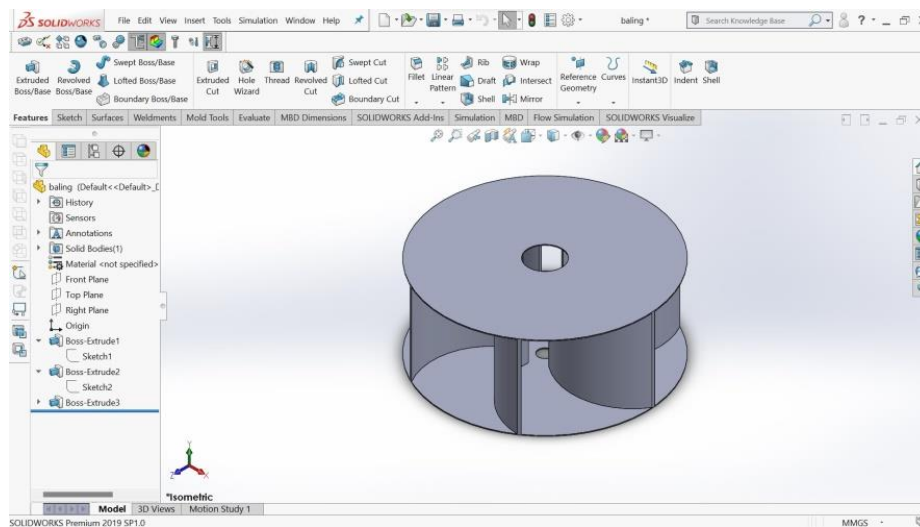 SOLIDWORKS File Edit View Insert Tools Simulation Window Help baling * Search Knowledge Base ?
Extruded Boss/Base
Revolved Boss/Base
Swept Boss/Base
Lofted Boss/Base
Boundary Boss/Base
Extruded Cut
Hole Wizard
Thread
Revolved Cut
Swept Cut
Lofted Cut
Boundary Cut
Fillet
Linear Pattern
Rib
Draft
Shell
Wrap
Intersect
Mirror
Reference Geometry
Curves
Instant3D
Indent
Shell
Features Sketch Surfaces Weldments Mold Tools Evaluate MBD Dimensions SOLIDWORKS Add-Ins Simulation MBD Flow Simulation SOLIDWORKS Visualize
baling (Default<<Default>_D
History
Sensors
Annotations
Solid Bodies(1)
Material <not specified>
Front Plane
Top Plane
Right Plane
Origin
Boss-Extrude1
Sketch1
Boss-Extrude2
Sketch2
Boss-Extrude3
*Isometric
Model 3D Views Motion Study 1
SOLIDWORKS Premium 2019 SP1.0 MMGS